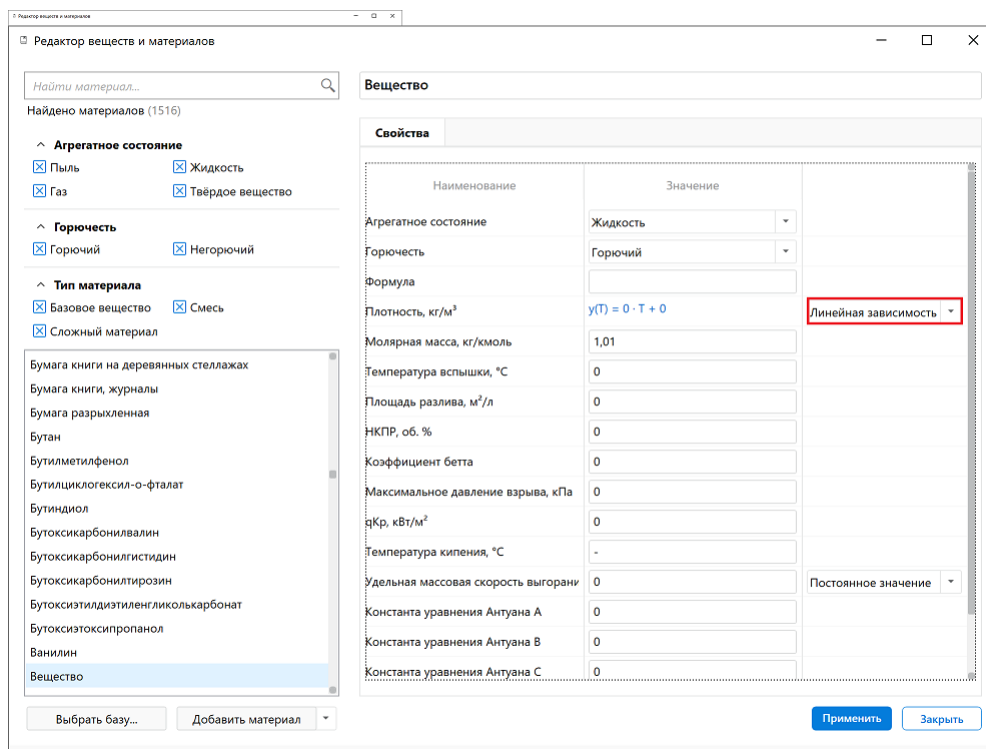 Редактор веществ и материалов
Редактор веществ и материалов
Найти материал...
Найдено материалов (1516)
Агрегатное состояние
Пыль Жидкость
Газ Твёрдое вещество
Горючесть
Горючий Негорючий
Тип материала
Базовое вещество Смесь
Сложный материал
Бумага книги на деревянных стеллажах
Бумага книги, журналы
Бумага разрыхленная
Бутан
Бутилметилфенол
Бутилциклогексил-о-фталат
Бутиндиол
Бутоксикарбонилвалин
Бутоксикарбонилгистидин
Бутоксикарбонилтирозин
Бутоксиэтилдиэтиленгликолькарбонат
Бутоксиэтоксипропанол
Ванилин
Вещество
Выбрать базу... Добавить материал
Вещество
Свойства
Наименование Значение
Агрегатное состояние Жидкость
Горючесть Горючий
Формула
Плотность, кг/м³ y(T) = 0 · T + 0 Линейная зависимость
Молярная масса, кг/кмоль 1,01
Температура вспышки, °С 0
Площадь разлива, м²/л 0
НКПР, об. % 0
Коэффициент бетта 0
Максимальное давление взрыва, кПа 0
qКр, кВт/м² 0
Температура кипения, °С -
Удельная массовая скорость выгорани 0 Постоянное значение
Константа уравнения Антуана А 0
Константа уравнения Антуана В 0
Константа уравнения Антуана С 0
Применить Закрыть